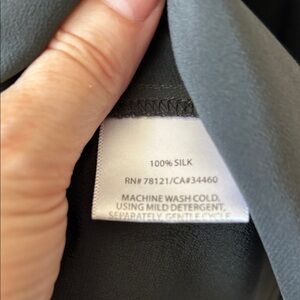 100% SILK
RN# 78121/CA#34460
MACHINE WASH COLD,
USING MILD DETERGENT,
SEPARATELY, GENTLE CYCLE